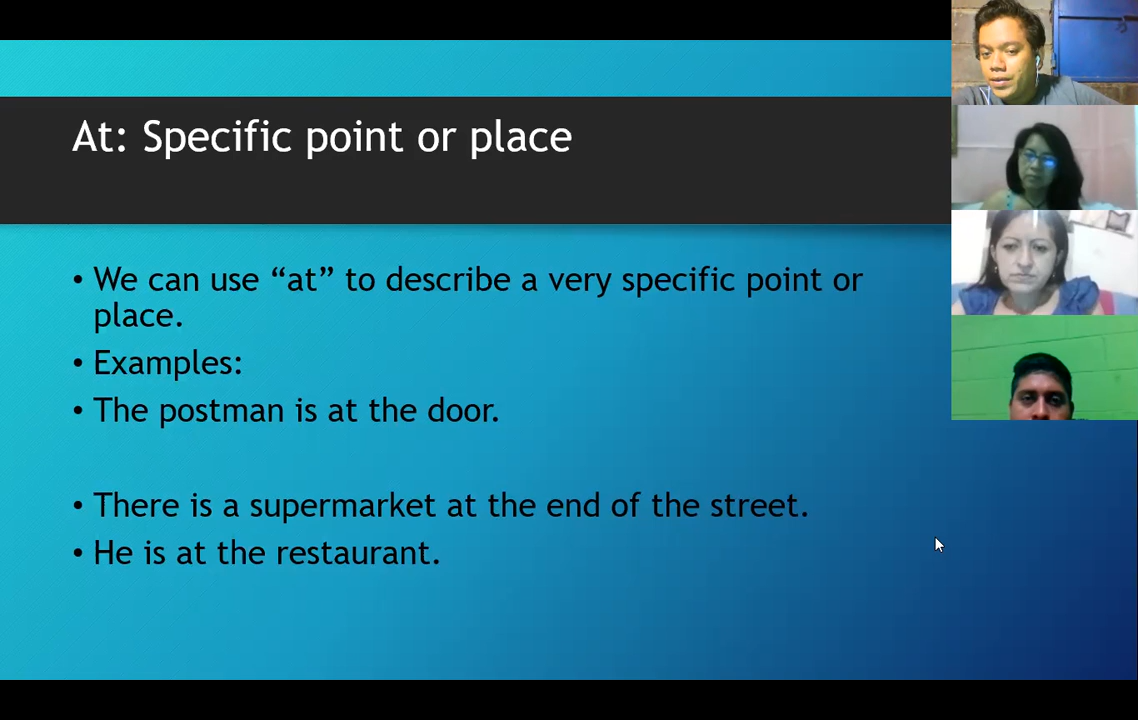 At: Specific point or place
• We can use “at” to describe a very specific point or
place.
• Examples:
• The postman is at the door.
• There is a supermarket at the end of the street.
• He is at the restaurant.